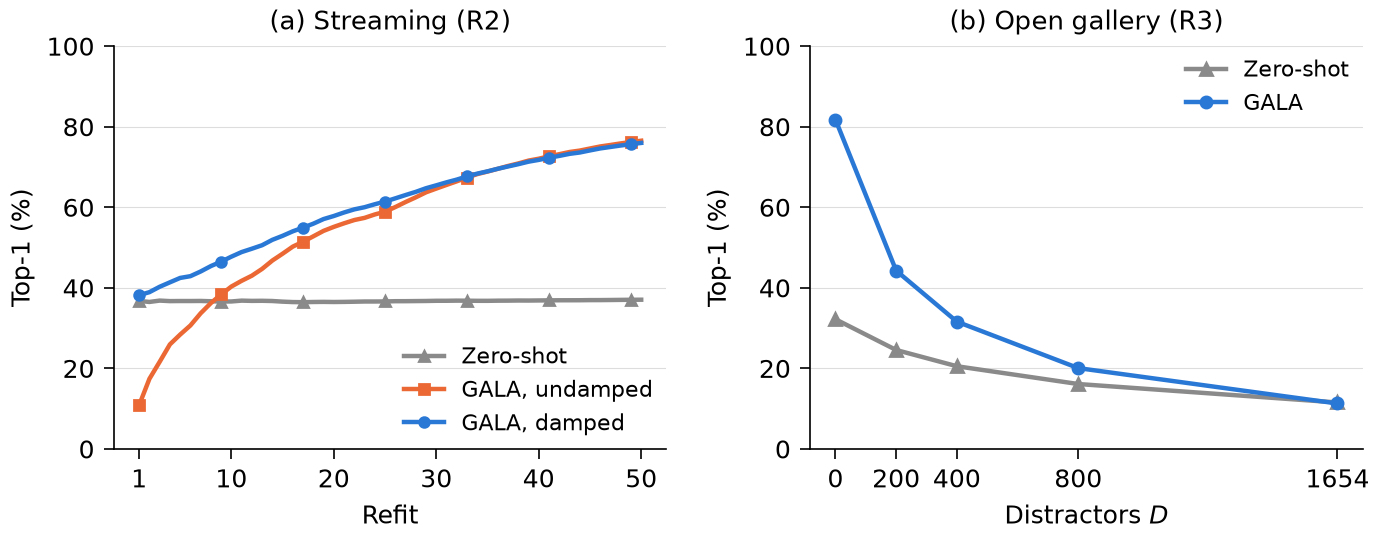 (a) Streaming (R2)
Top-1 (%)
100
80
60
40
20
0
Zero-shot
GALA, undamped
GALA, damped
1 10 20 30 40 50
Refit
(b) Open gallery (R3)
Top-1 (%)
100
80
60
40
20
0
Zero-shot
GALA
0 200 400 800 1654
Distractors D